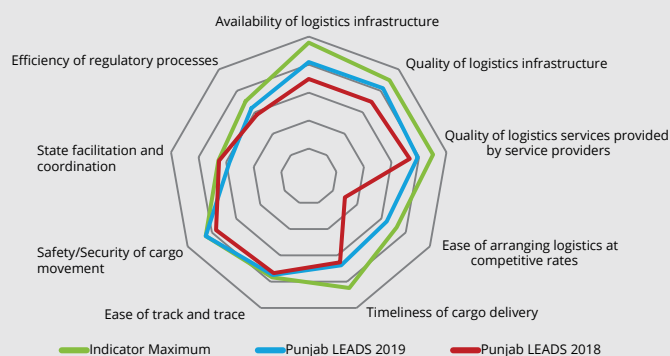 Availability of logistics infrastructure
Efficiency of regulatory processes
Quality of logistics infrastructure
State facilitation and
coordination
Quality of logistics services provided
by service providers
Safety/Security of cargo
movement
Ease of arranging logistics at
competitive rates
Ease of track and trace
Timeliness of cargo delivery
Indicator Maximum
Punjab LEADS 2019
Punjab LEADS 2018